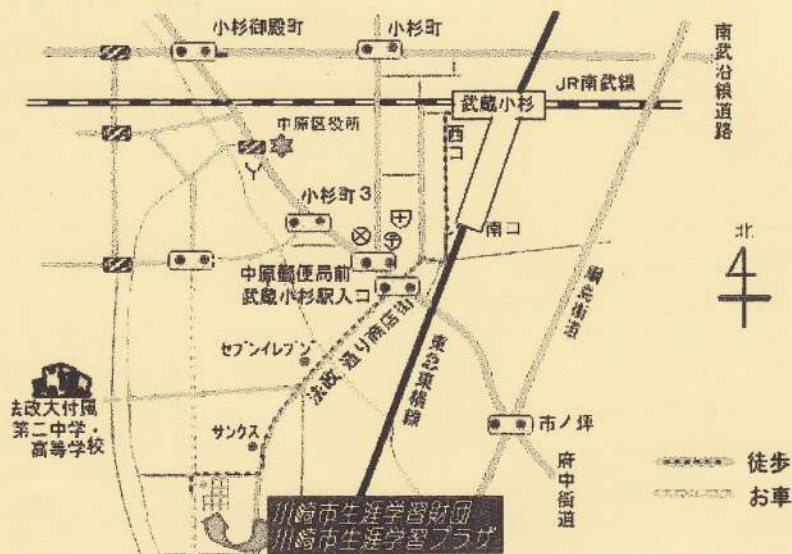 小杉御殿町
小杉町
南武沿線道路
JR南武線
武蔵小杉
西口
中原区役所
小杉町3
南口
北
中原郵便局前
武蔵小杉駅入口
綱島街道
セブンイレブン
法政通り商店街
東急東横線
法政大付属
第二中学・
高等学校
サンクス
市ノ坪
府中街道
徒歩
お車
川崎市生涯学習財団
川崎市生涯学習プラザ